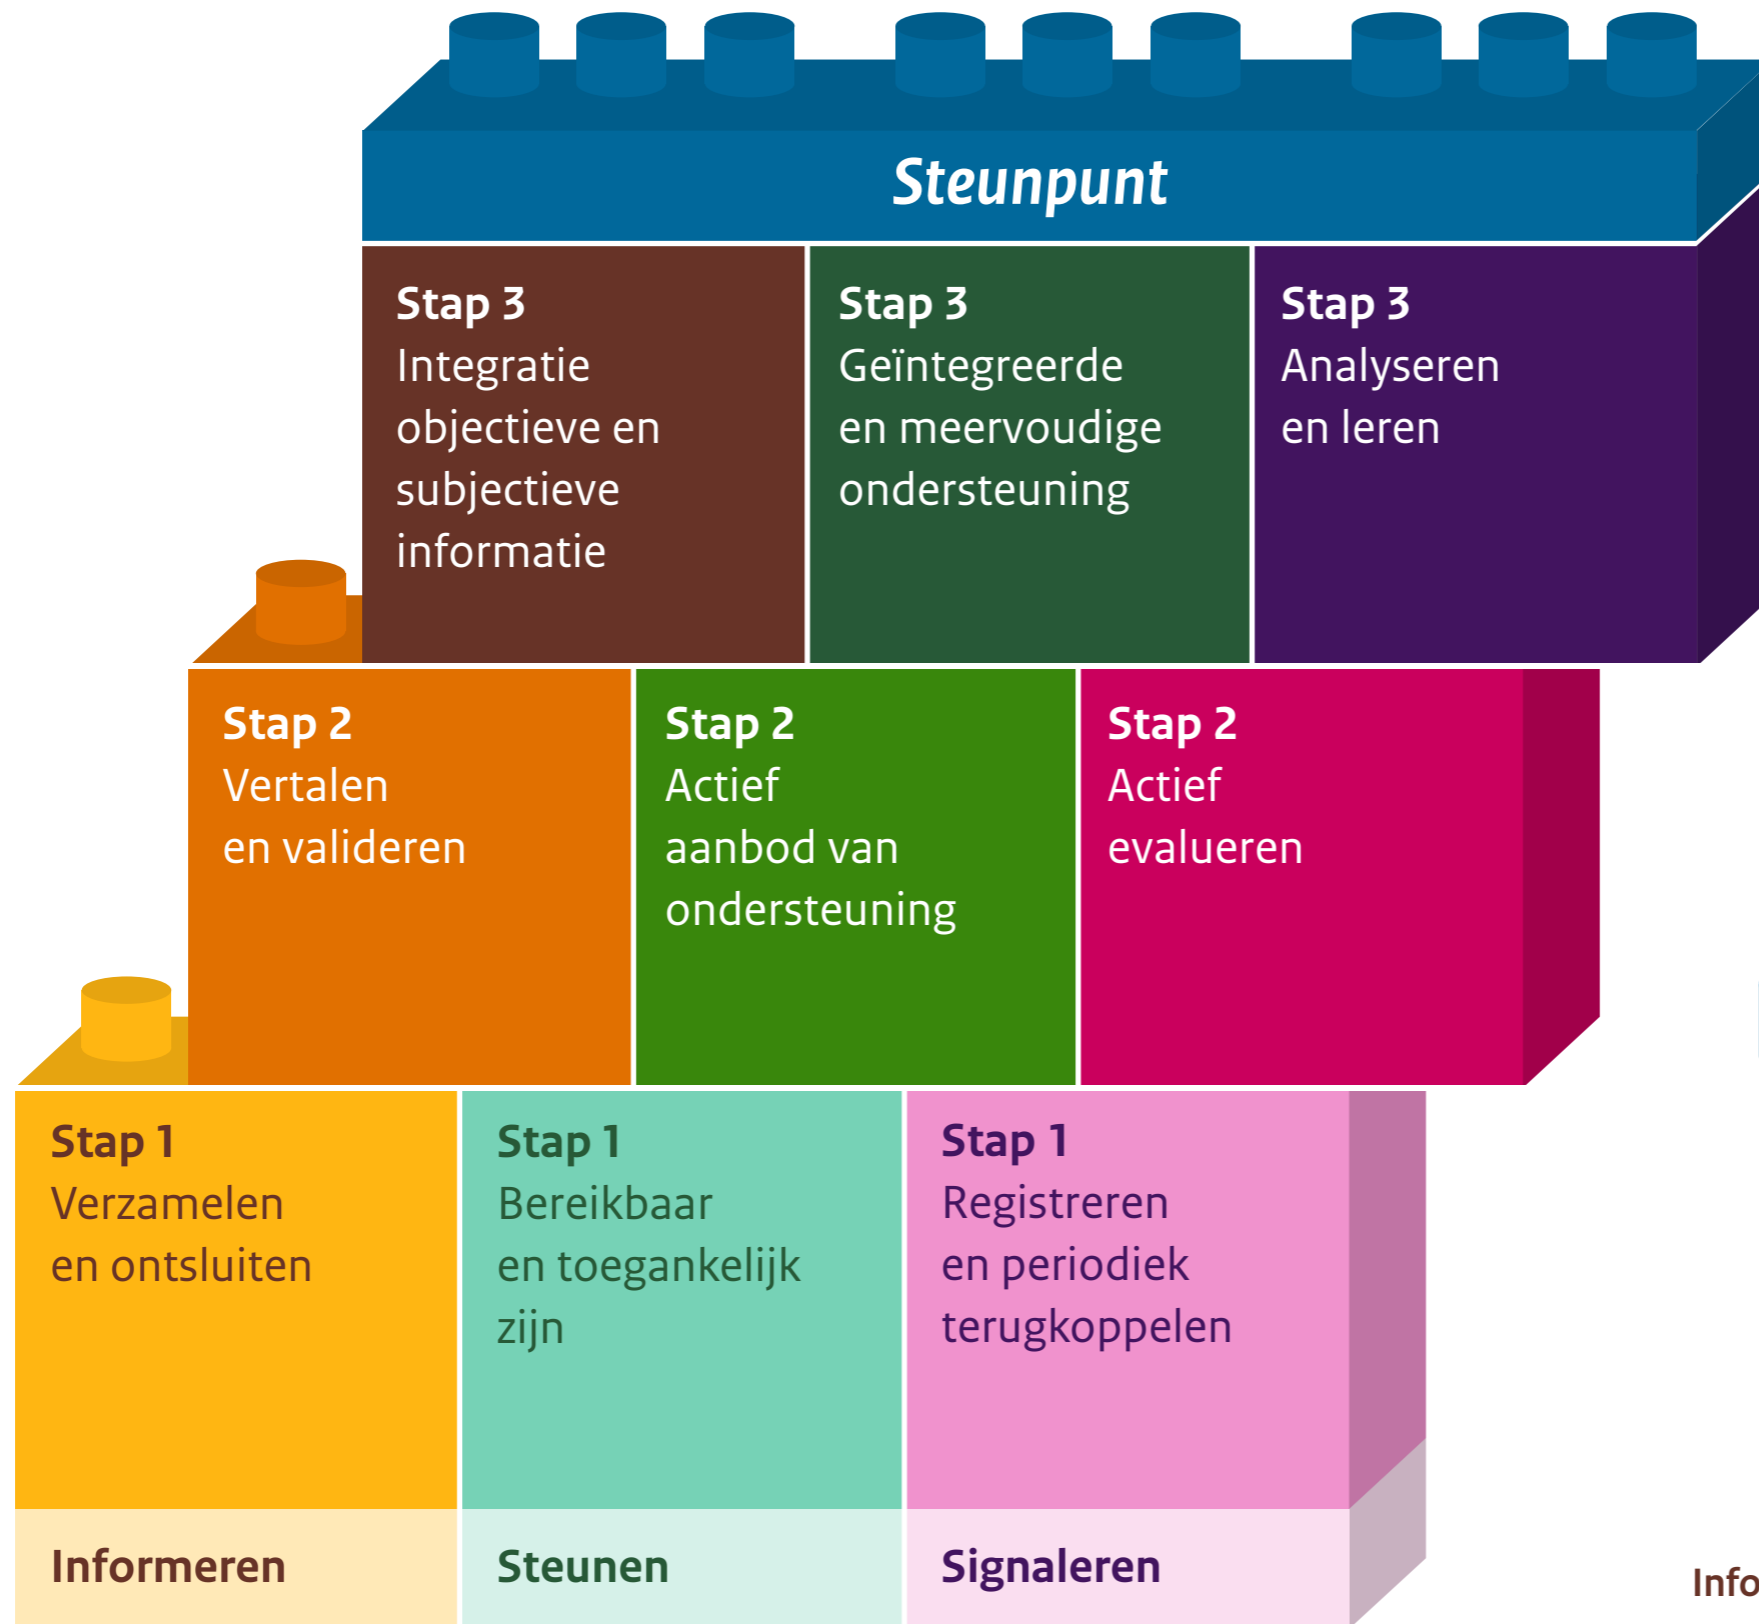 Steunpunt
Stap 3
Integratie
objectieve en
subjectieve
informatie
Stap 3
Geïntegreerde
en meervoudige
ondersteuning
Stap 3
Analyseren
en leren
Stap 2
Vertalen
en valideren
Stap 2
Actief
aanbod van
ondersteuning
Stap 2
Actief
evalueren
Stap 1
Verzamelen
en ontsluiten
Stap 1
Bereikbaar
en toegankelijk
zijn
Stap 1
Registreren
en periodiek
terugkoppelen
Informeren
Steunen
Signaleren
Info